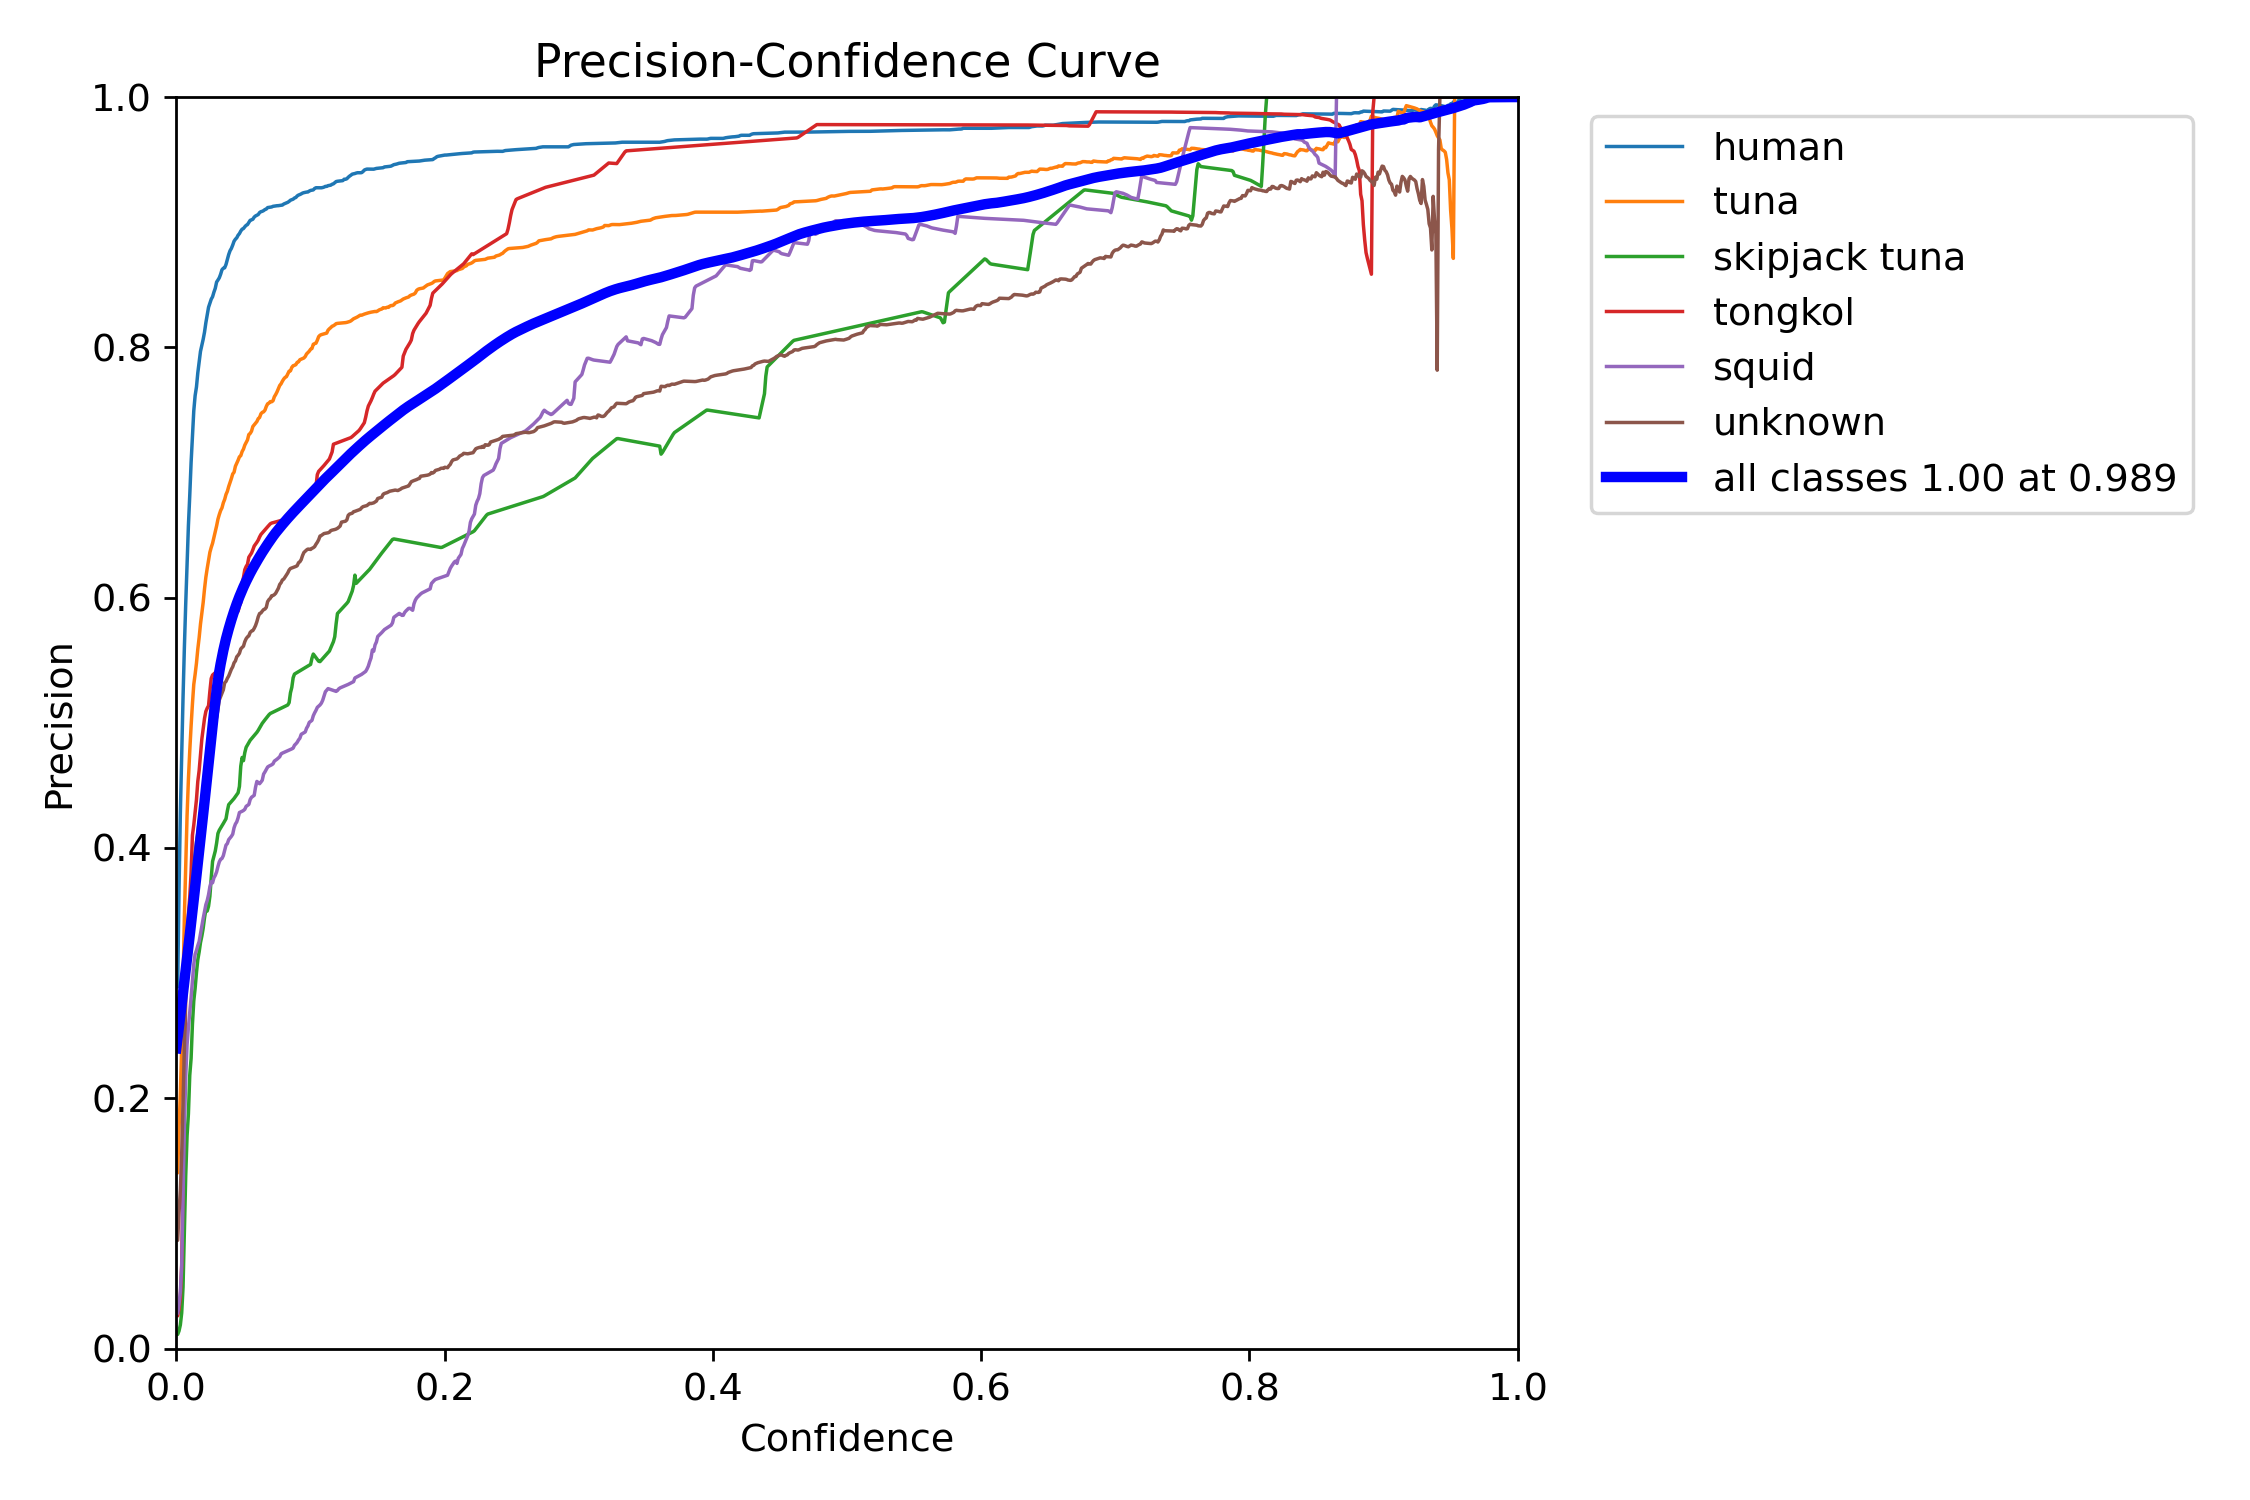 Precision-Confidence Curve
1.0
0.8
0.6
0.4
0.2
0.0
Precision
0.0 0.2 0.4 0.6 0.8 1.0
Confidence
human
tuna
skipjack tuna
tongkol
squid
unknown
all classes 1.00 at 0.989